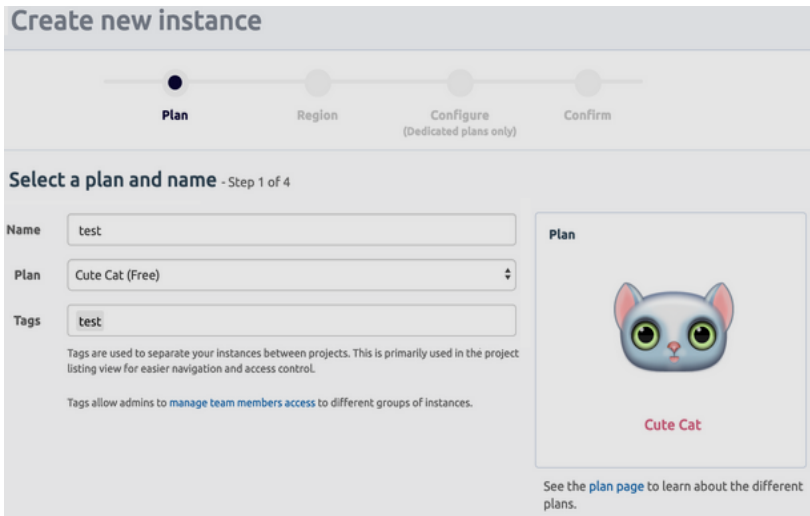 Create new instance
Plan
Region
Configure
(Dedicated plans only)
Confirm
Select a plan and name - Step 1 of 4
Name
test
Plan
Cute Cat (Free)
Tags
test
Tags are used to separate your instances between projects. This is primarily used in the project
listing view for easier navigation and access control.
Tags allow admins to manage team members access to different groups of instances.
Plan
Cute Cat
See the plan page to learn about the different
plans.